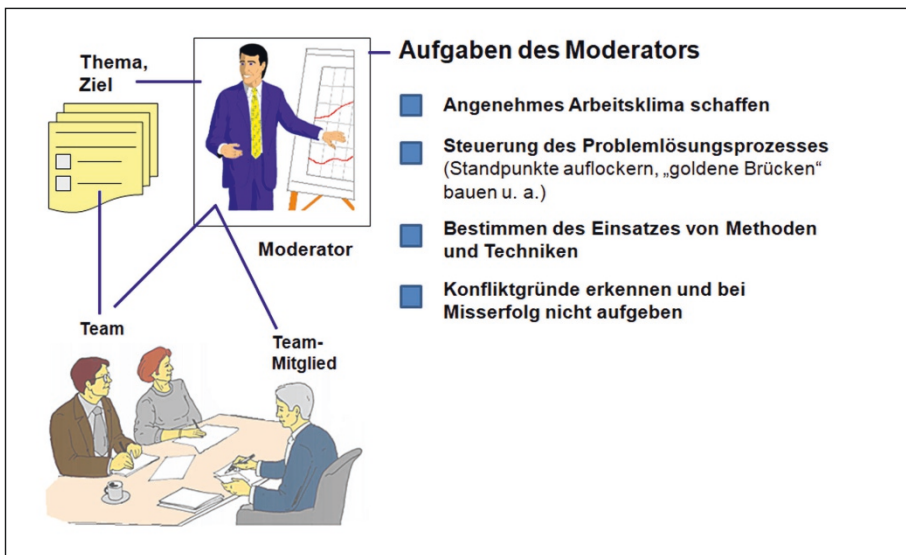 Thema,
Ziel
Moderator
Team
Team-
Mitglied
Aufgaben des Moderators
Angenehmes Arbeitsklima schaffen
Steuerung des Problemlösungsprozesses
(Standpunkte auflockern, „goldene Brücken“
bauen u. a.)
Bestimmen des Einsatzes von Methoden
und Techniken
Konfliktgründe erkennen und bei
Misserfolg nicht aufgeben